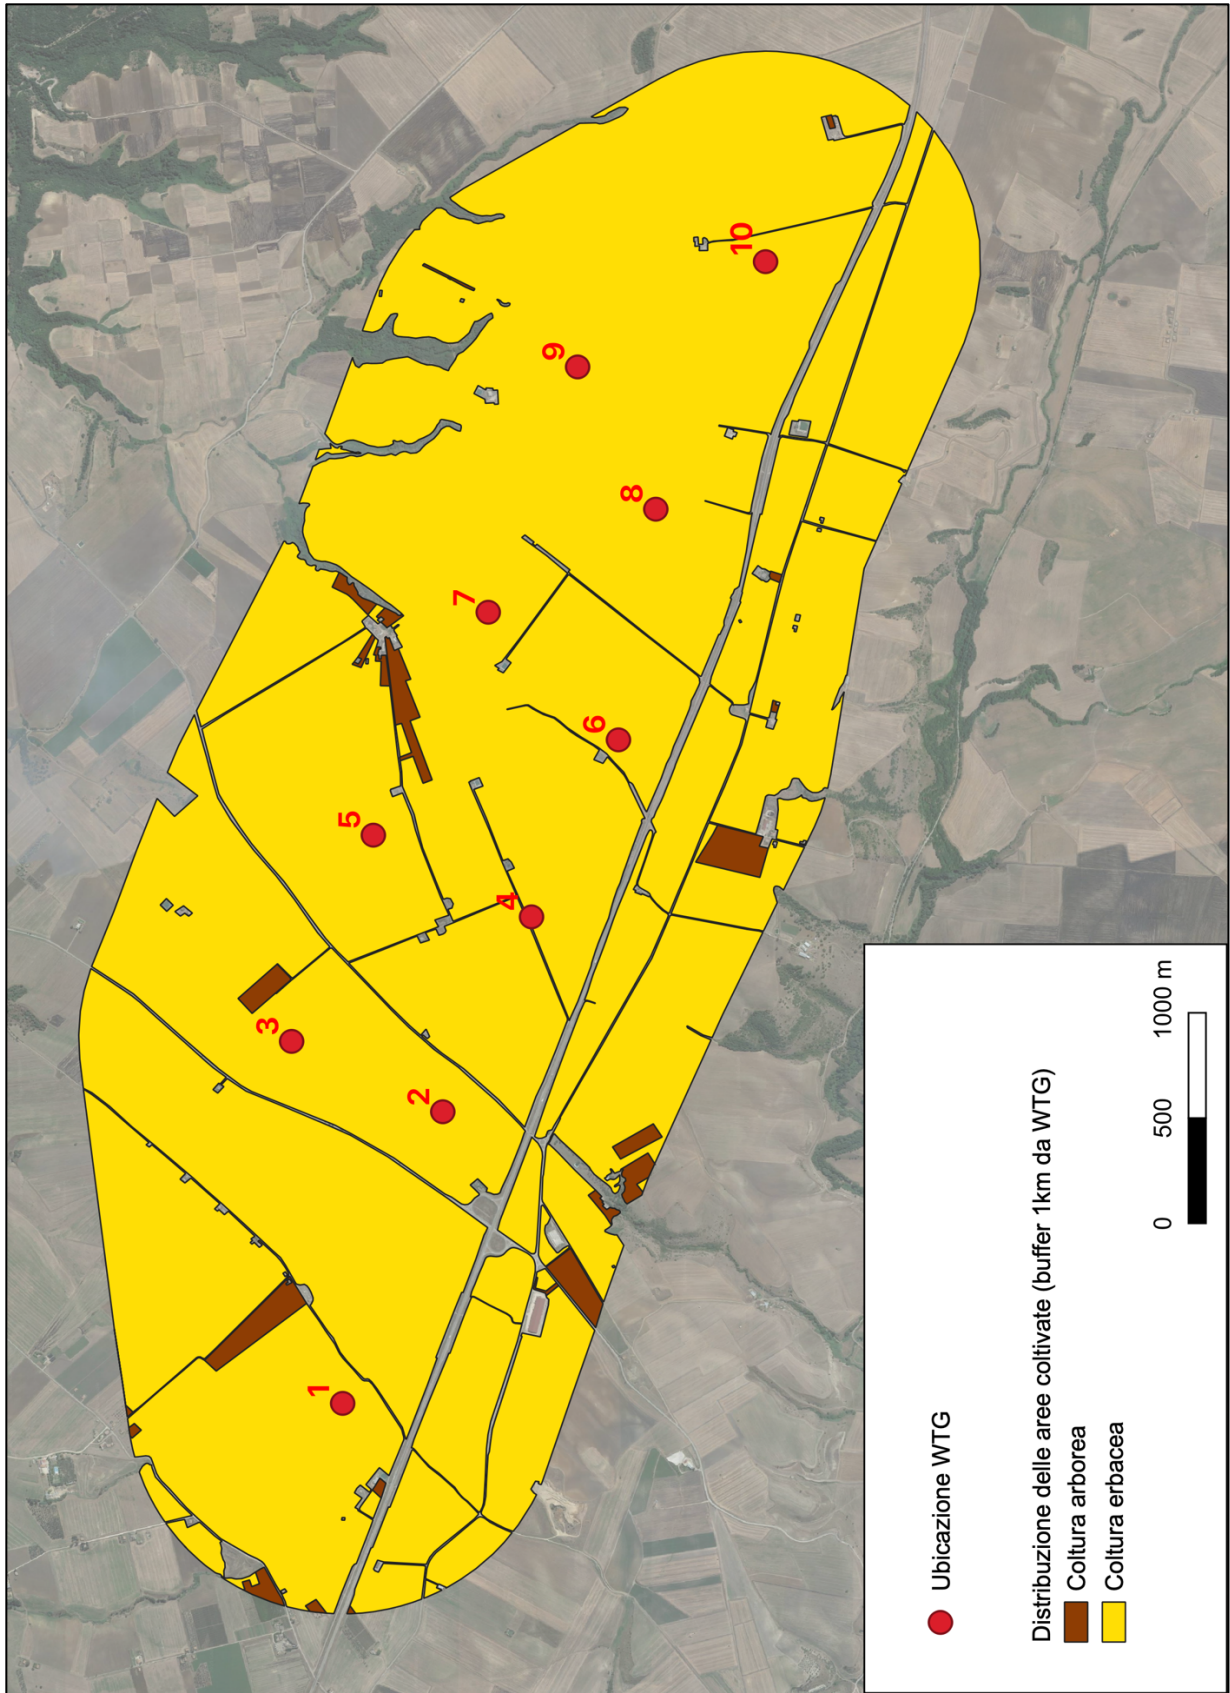 1
2
3
4
5
6
7
8
9
10
Ubicazione WTG
Distribuzione delle aree coltivate (buffer 1km da WTG)
Coltura arborea
Coltura erbacea
0 500 1000 m